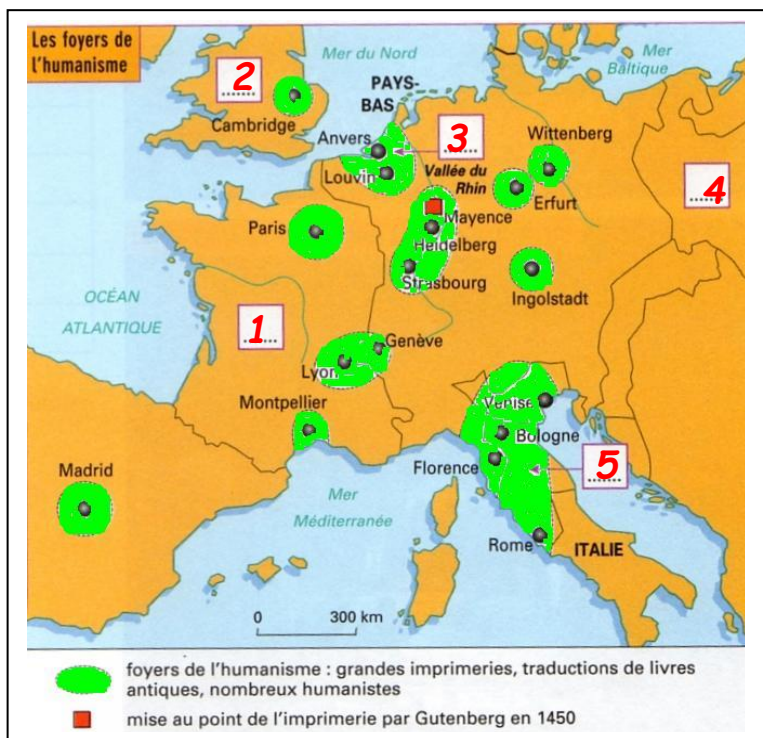 Les foyers de
l'humanisme
Mer du Nord
Mer
Baltique
2
........
Cambridge
PAYS-
BAS
Anvers
3
........
Louvin
Vallée du
Rhin
Wittenberg
Erfurt
4
........
Paris
Mayence
Heidelberg
Strasbourg
Ingolstadt
OCÉAN
ATLANTIQUE
1
........
Genève
Lyon
Montpellier
Venise
Bologne
Florence
5
........
Madrid
Mer
Méditerranée
Rome
ITALIE
0 300 km
foyers de l'humanisme : grandes imprimeries, traductions de livres
antiques, nombreux humanistes
mise au point de l'imprimerie par Gutenberg en 1450